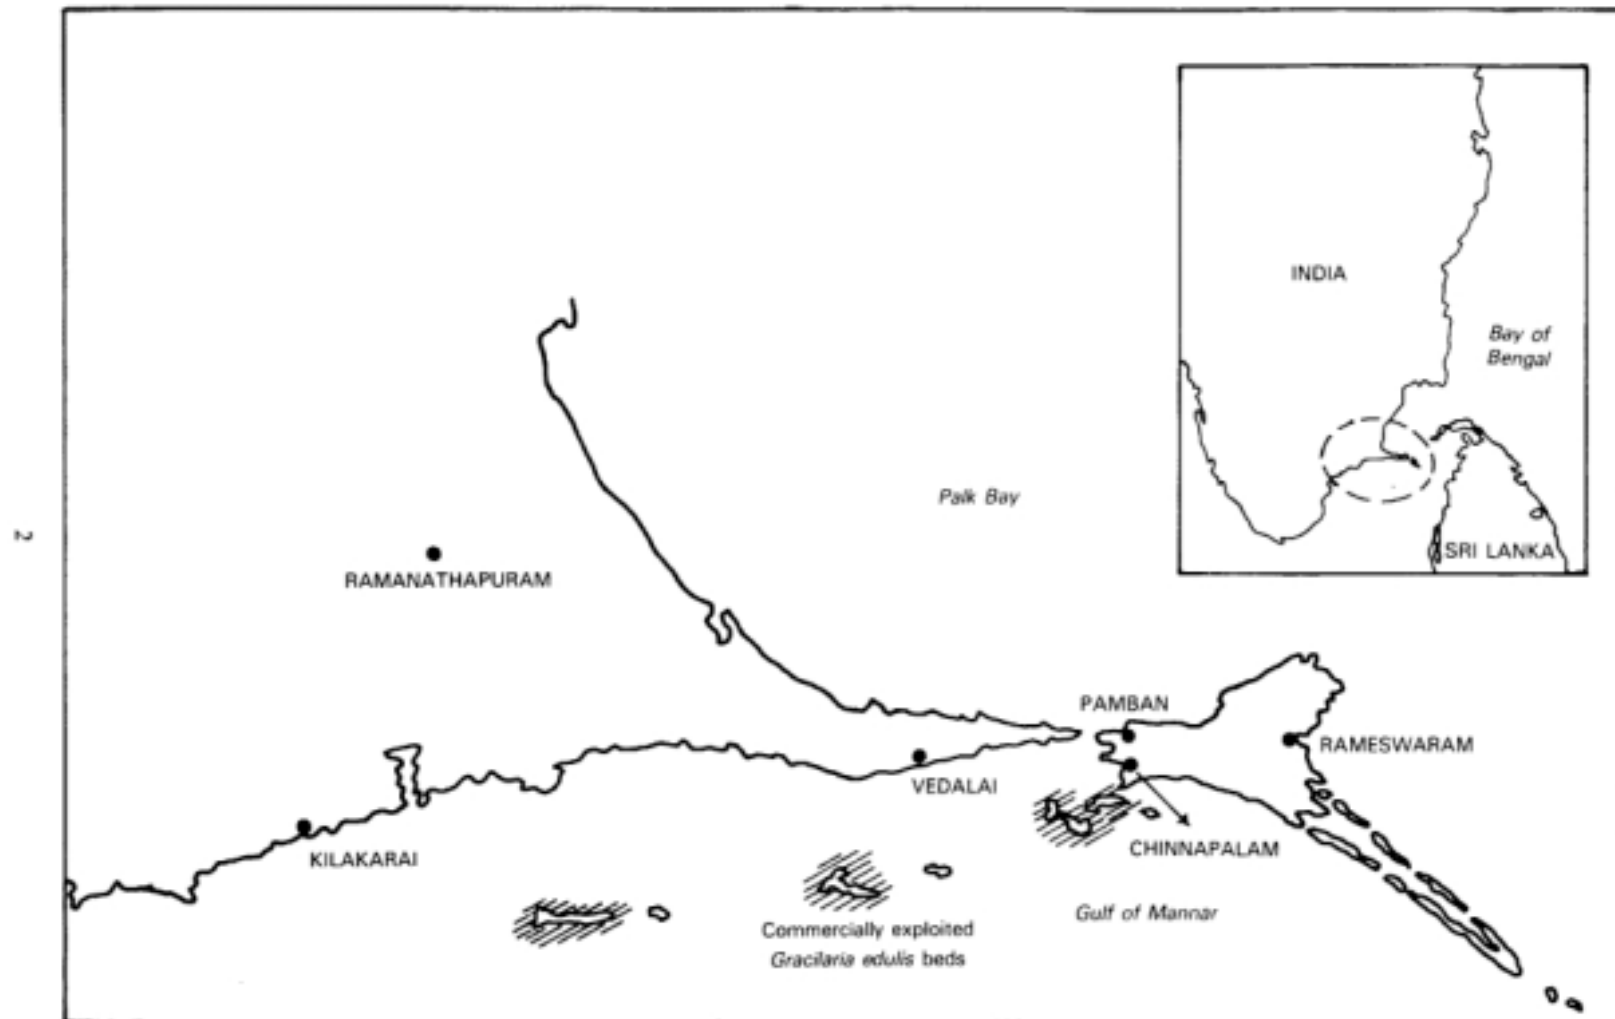 INDIA
Bay of
Bengal
SRI LANKA
Palk Bay
2
RAMANATHAPURAM
PAMBAN
RAMESWARAM
VEDALAI
CHINNAPALAM
KILAKARAI
Gulf of Mannar
Commercially exploited
Gracilaria edulis beds